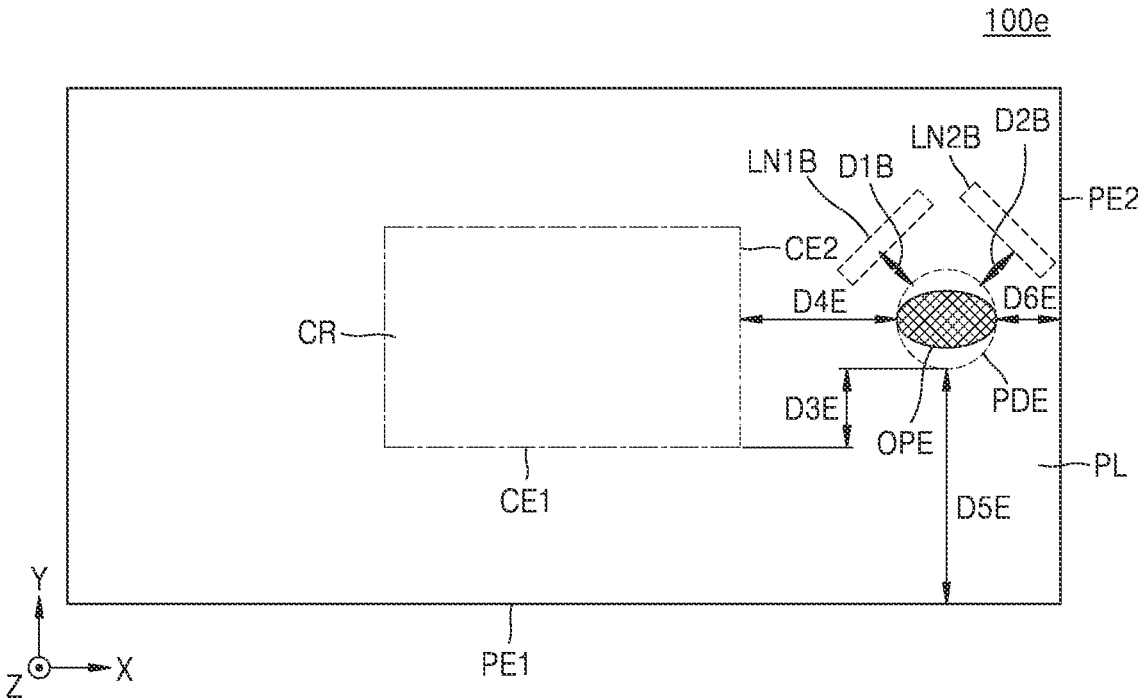 100e
D2B
LN2B
LN1B D1B
PE2
CE2
D4E
D6E
CR
D3E
PDE
OPE
PL
CE1
D5E
Y
X
Z
PE1